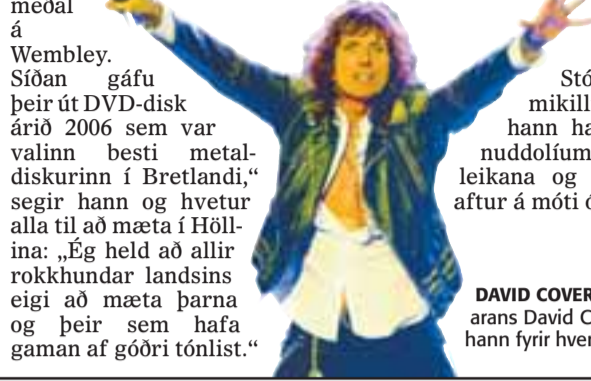 meðal
á
Wembley.
Síðan gáfu
þeir út DVD-disk
árið 2006 sem var
valinn besti metal-
diskurinn í Bretlandi,“
segir hann og hvetur
alla til að mæta í Höll-
ina: „Ég held að allir
rokkhundar landsins
eigi að mæta þarna
og þeir sem hafa
gaman af góðri tónlist.“
Stó
mikill
hann ha
nuddolíum
leikana og
aftur á móti ó
DAVID COVER
arans David C
hann fyrir hver